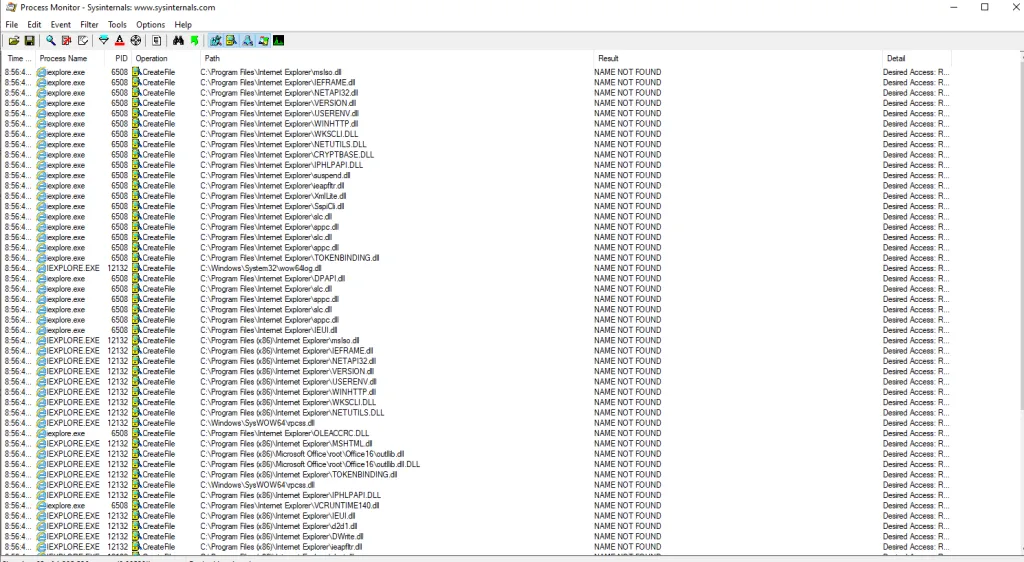 Process Monitor - Sysinternals: www.sysinternals.com
File Edit Event Filter Tools Options Help
Time ... Process Name PID Operation Path Result Detail
8:56:4... iexplore.exe 6508 CreateFile C:\Program Files\Internet Explorer\mslso.dll NAME NOT FOUND Desired Access: R...
8:56:4... iexplore.exe 6508 CreateFile C:\Program Files\Internet Explorer\IEFRAME.dll NAME NOT FOUND Desired Access: R...
8:56:4... iexplore.exe 6508 CreateFile C:\Program Files\Internet Explorer\NETAPI32.dll NAME NOT FOUND Desired Access: R...
8:56:4... iexplore.exe 6508 CreateFile C:\Program Files\Internet Explorer\VERSION.dll NAME NOT FOUND Desired Access: R...
8:56:4... iexplore.exe 6508 CreateFile C:\Program Files\Internet Explorer\USERENV.dll NAME NOT FOUND Desired Access: R...
8:56:4... iexplore.exe 6508 CreateFile C:\Program Files\Internet Explorer\WINHTTP.dll NAME NOT FOUND Desired Access: R...
8:56:4... iexplore.exe 6508 CreateFile C:\Program Files\Internet Explorer\WKSCLI.DLL NAME NOT FOUND Desired Access: R...
8:56:4... iexplore.exe 6508 CreateFile C:\Program Files\Internet Explorer\NETUTILS.DLL NAME NOT FOUND Desired Access: R...
8:56:4... iexplore.exe 6508 CreateFile C:\Program Files\Internet Explorer\CRYPTBASE.DLL NAME NOT FOUND Desired Access: R...
8:56:4... iexplore.exe 6508 CreateFile C:\Program Files\Internet Explorer\IPHLPAPI.DLL NAME NOT FOUND Desired Access: R...
8:56:4... iexplore.exe 6508 CreateFile C:\Program Files\Internet Explorer\suspend.dll NAME NOT FOUND Desired Access: R...
8:56:4... iexplore.exe 6508 CreateFile C:\Program Files\Internet Explorer\ieapfltr.dll NAME NOT FOUND Desired Access: R...
8:56:4... iexplore.exe 6508 CreateFile C:\Program Files\Internet Explorer\XmlLite.dll NAME NOT FOUND Desired Access: R...
8:56:4... iexplore.exe 6508 CreateFile C:\Program Files\Internet Explorer\SspiCli.dll NAME NOT FOUND Desired Access: R...
8:56:4... iexplore.exe 6508 CreateFile C:\Program Files\Internet Explorer\slc.dll NAME NOT FOUND Desired Access: R...
8:56:4... iexplore.exe 6508 CreateFile C:\Program Files\Internet Explorer\sppc.dll NAME NOT FOUND Desired Access: R...
8:56:4... iexplore.exe 6508 CreateFile C:\Program Files\Internet Explorer\slc.dll NAME NOT FOUND Desired Access: R...
8:56:4... iexplore.exe 6508 CreateFile C:\Program Files\Internet Explorer\sppc.dll NAME NOT FOUND Desired Access: R...
8:56:4... iexplore.exe 6508 CreateFile C:\Program Files\Internet Explorer\TOKENBINDING.dll NAME NOT FOUND Desired Access: R...
8:56:4... IEXPLORE.EXE 12132 CreateFile C:\Windows\System32\wow64log.dll NAME NOT FOUND Desired Access: R...
8:56:4... iexplore.exe 6508 CreateFile C:\Program Files\Internet Explorer\DPAPI.dll NAME NOT FOUND Desired Access: R...
8:56:4... iexplore.exe 6508 CreateFile C:\Program Files\Internet Explorer\slc.dll NAME NOT FOUND Desired Access: R...
8:56:4... iexplore.exe 6508 CreateFile C:\Program Files\Internet Explorer\sppc.dll NAME NOT FOUND Desired Access: R...
8:56:4... iexplore.exe 6508 CreateFile C:\Program Files\Internet Explorer\slc.dll NAME NOT FOUND Desired Access: R...
8:56:4... iexplore.exe 6508 CreateFile C:\Program Files\Internet Explorer\sppc.dll NAME NOT FOUND Desired Access: R...
8:56:4... iexplore.exe 6508 CreateFile C:\Program Files\Internet Explorer\IEUI.dll NAME NOT FOUND Desired Access: R...
8:56:4... IEXPLORE.EXE 12132 CreateFile C:\Program Files (x86)\Internet Explorer\mslso.dll NAME NOT FOUND Desired Access: R...
8:56:4... IEXPLORE.EXE 12132 CreateFile C:\Program Files (x86)\Internet Explorer\IEFRAME.dll NAME NOT FOUND Desired Access: R...
8:56:4... IEXPLORE.EXE 12132 CreateFile C:\Program Files (x86)\Internet Explorer\NETAPI32.dll NAME NOT FOUND Desired Access: R...
8:56:4... IEXPLORE.EXE 12132 CreateFile C:\Program Files (x86)\Internet Explorer\VERSION.dll NAME NOT FOUND Desired Access: R...
8:56:4... IEXPLORE.EXE 12132 CreateFile C:\Program Files (x86)\Internet Explorer\USERENV.dll NAME NOT FOUND Desired Access: R...
8:56:4... IEXPLORE.EXE 12132 CreateFile C:\Program Files (x86)\Internet Explorer\WINHTTP.dll NAME NOT FOUND Desired Access: R...
8:56:4... IEXPLORE.EXE 12132 CreateFile C:\Program Files (x86)\Internet Explorer\WKSCLI.DLL NAME NOT FOUND Desired Access: R...
8:56:4... IEXPLORE.EXE 12132 CreateFile C:\Program Files (x86)\Internet Explorer\NETUTILS.DLL NAME NOT FOUND Desired Access: R...
8:56:4... IEXPLORE.EXE 12132 CreateFile C:\Windows\SysWOW64\rpcss.dll NAME NOT FOUND Desired Access: R...
8:56:4... iexplore.exe 6508 CreateFile C:\Program Files\Internet Explorer\OLEACCRC.DLL NAME NOT FOUND Desired Access: R...
8:56:4... IEXPLORE.EXE 12132 CreateFile C:\Program Files (x86)\Internet Explorer\MSHTML.dll NAME NOT FOUND Desired Access: R...
8:56:4... IEXPLORE.EXE 12132 CreateFile C:\Program Files (x86)\Microsoft Office\root\Office16\outlib.dll NAME NOT FOUND Desired Access: R...
8:56:4... IEXPLORE.EXE 12132 CreateFile C:\Program Files (x86)\Microsoft Office\root\Office16\outlib.dll.DLL NAME NOT FOUND Desired Access: R...
8:56:4... IEXPLORE.EXE 12132 CreateFile C:\Program Files (x86)\Internet Explorer\TOKENBINDING.dll NAME NOT FOUND Desired Access: R...
8:56:4... IEXPLORE.EXE 12132 CreateFile C:\Windows\SysWOW64\rpcss.dll NAME NOT FOUND Desired Access: R...
8:56:4... IEXPLORE.EXE 12132 CreateFile C:\Program Files (x86)\Internet Explorer\IPHLPAPI.DLL NAME NOT FOUND Desired Access: R...
8:56:4... iexplore.exe 6508 CreateFile C:\Program Files\Internet Explorer\VCRUNTIME140.dll NAME NOT FOUND Desired Access: R...
8:56:4... IEXPLORE.EXE 12132 CreateFile C:\Program Files (x86)\Internet Explorer\IEUI.dll NAME NOT FOUND Desired Access: R...
8:56:4... IEXPLORE.EXE 12132 CreateFile C:\Program Files (x86)\Internet Explorer\d2d1.dll NAME NOT FOUND Desired Access: R...
8:56:4... IEXPLORE.EXE 12132 CreateFile C:\Program Files (x86)\Internet Explorer\DWrite.dll NAME NOT FOUND Desired Access: R...
8:56:4... IEXPLORE.EXE 12132 CreateFile C:\Program Files (x86)\Internet Explorer\ieapfltr.dll NAME NOT FOUND Desired Access: R...